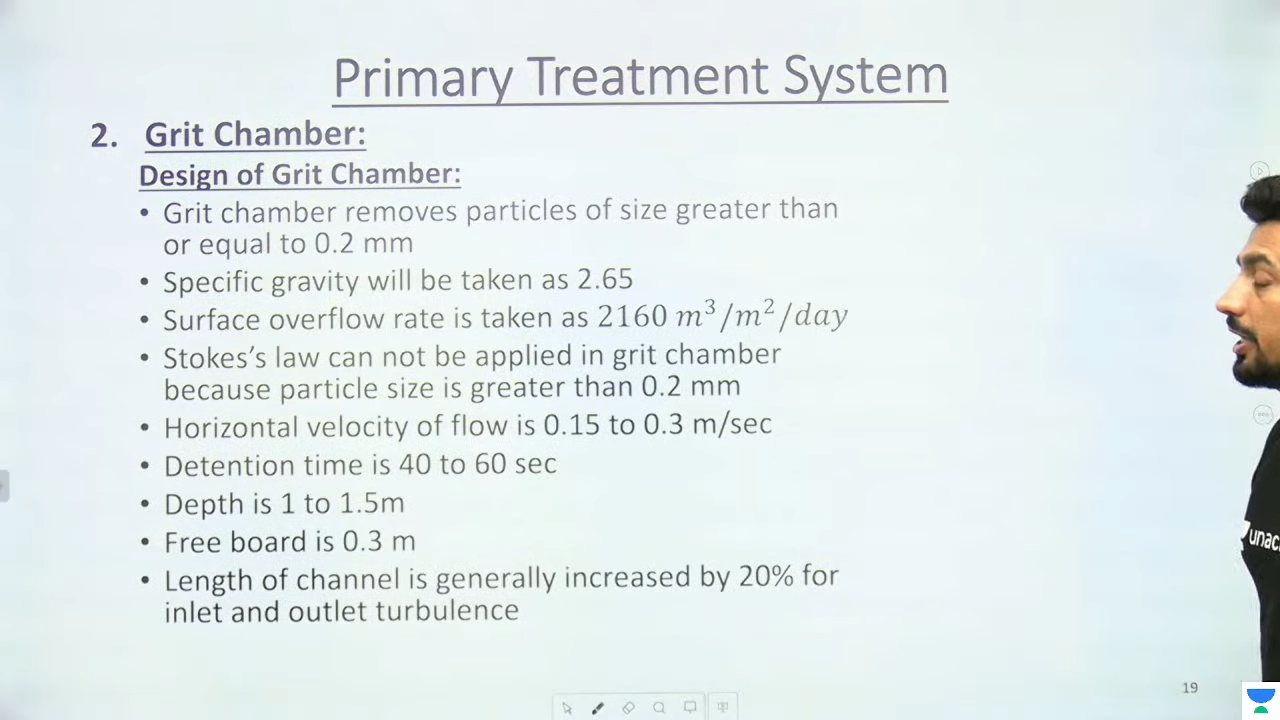 Primary Treatment System
2. Grit Chamber:
Design of Grit Chamber:
• Grit chamber removes particles of size greater than
or equal to 0.2 mm
• Specific gravity will be taken as 2.65
• Surface overflow rate is taken as 2160 m³/m²/day
• Stokes's law can not be applied in grit chamber
because particle size is greater than 0.2 mm
• Horizontal velocity of flow is 0.15 to 0.3 m/sec
• Detention time is 40 to 60 sec
• Depth is 1 to 1.5m
• Free board is 0.3 m
• Length of channel is generally increased by 20% for
inlet and outlet turbulence
unac
19